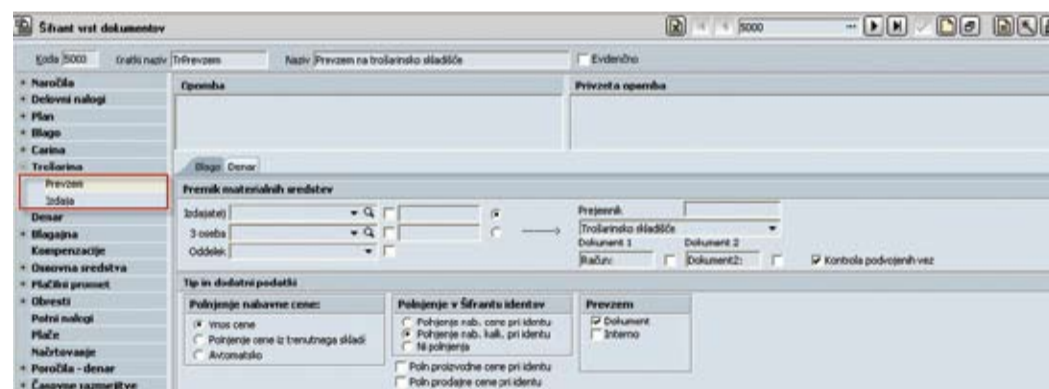 Šifrant vrst dokumentov
5000
Koda 5000 Kratki naziv TrPrevzem Naziv Prevzem na trošarinsko skladišče Evidenčno
Naročila
Delovni nalogi
Plan
Blago
Carina
Trošarina
Prevzem
Izdaja
Denar
Blagajna
Kompenzacije
Osnovna sredstva
Plačilni promet
Obresti
Potni nalogi
Plače
Načrtovanje
Poročila - denar
Časovne razmejitve
Opomba
Privzeta opomba
Blago Denar
Premik materialnih sredstev
Izdajatelj
3 oseba
Oddelek
Prejemnik
Trošarinsko skladišče
Dokument 1 Dokument 2
Račun: Dokument2: Kontrola podvojenih vez
Tip in dodatni podatki
Polnjenje nabavne cene:
Vnos cene
Polnjenje cene iz trenutnega skladi
Avtomatsko
Polnjenje v Šifrantu identov
Polnjenje nab. cene pri identu
Polnjenje nab. kalk. pri identu
Ni polnjenja
Poln proizvodne cene pri identu
Poln prodajne cene pri identu
Prevzem
Dokument
Interno